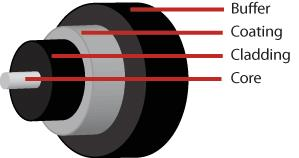 Buffer
Coating
Cladding
Core